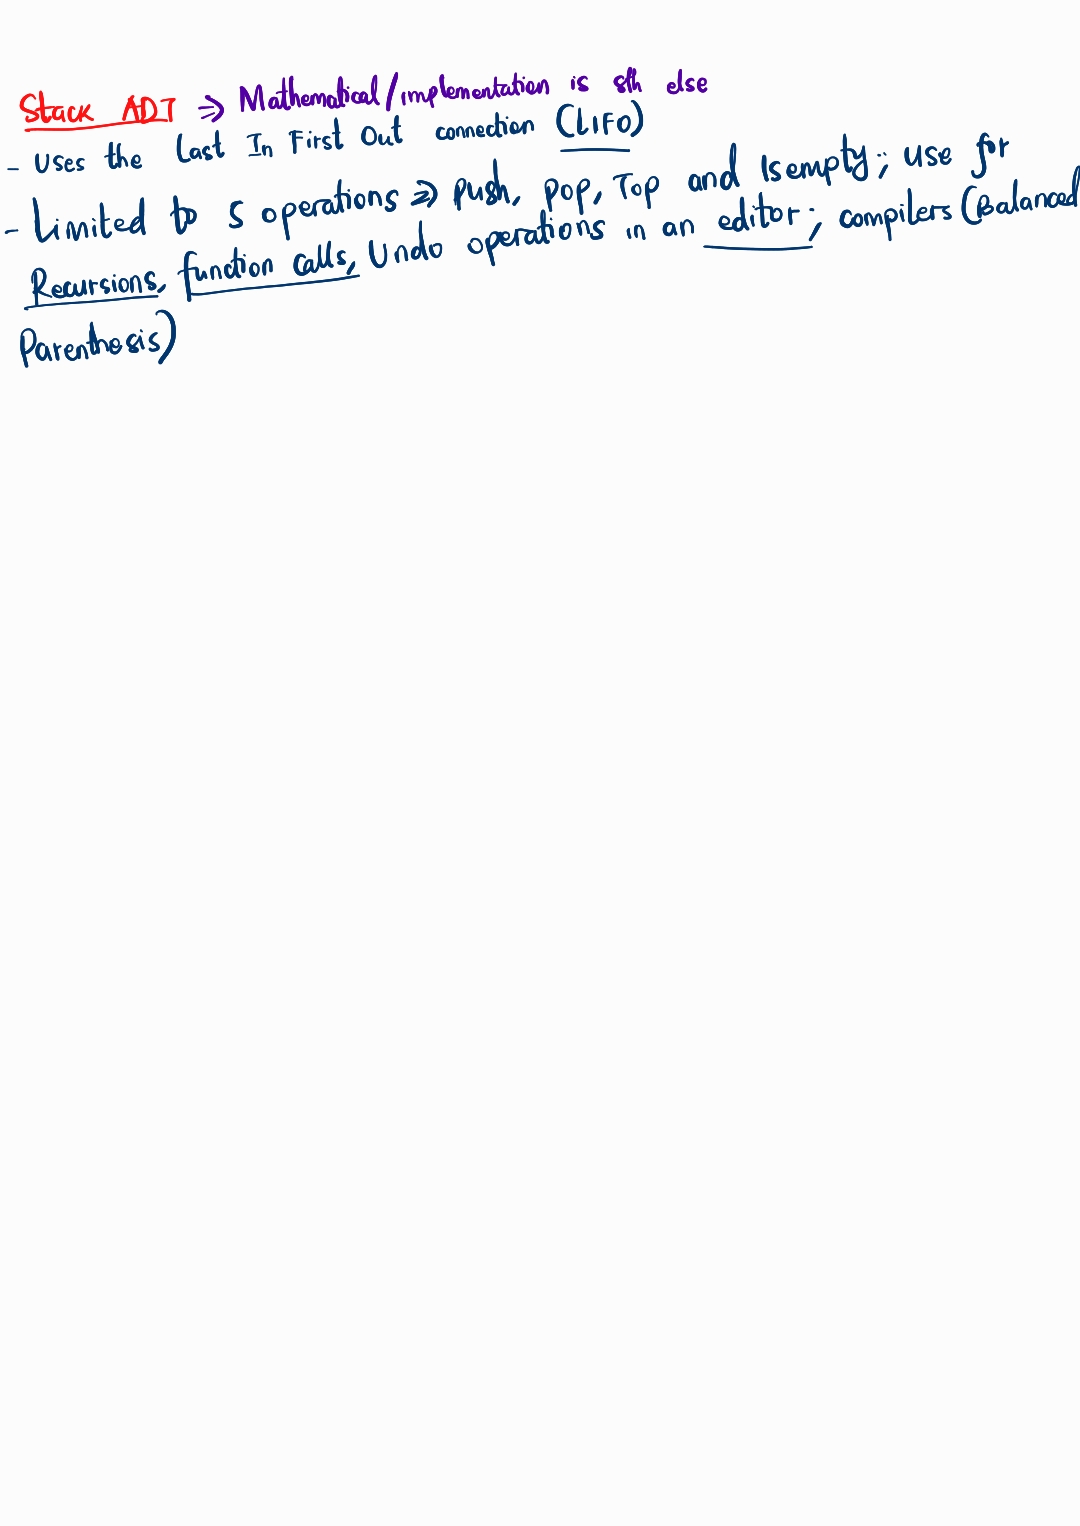 Stack ADT => Mathematical/implementation is sth else
- Uses the Last In First Out connection (LIFO)
- Limited to 5 operations => push, pop, Top and Isempty; use for
Recursions, function calls, Undo operations in an editor; compilers (Balanced
Parenthesis)